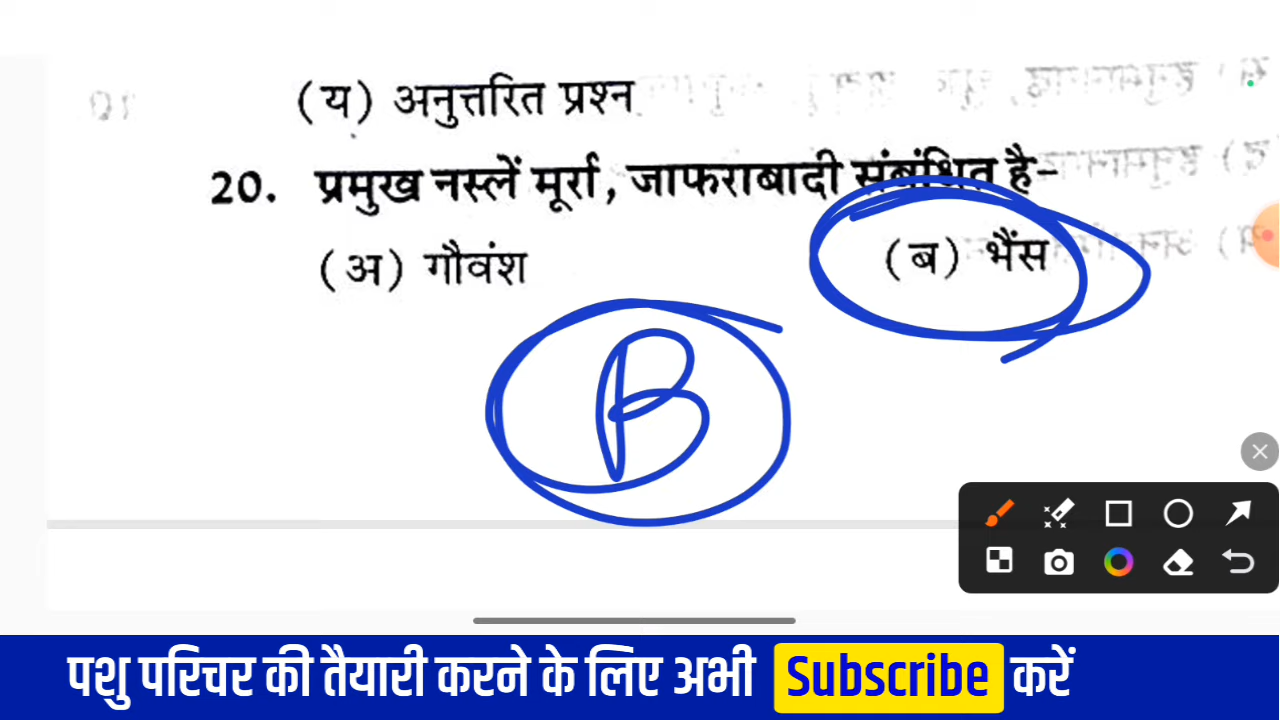 (य) अनुत्तरित प्रश्न
20. प्रमुख नस्लें मूर्रा, जाफराबादी संबंधित है-
(अ) गौवंश (ब) भैंस
B
पशु परिचर की तैयारी करने के लिए अभी Subscribe करें